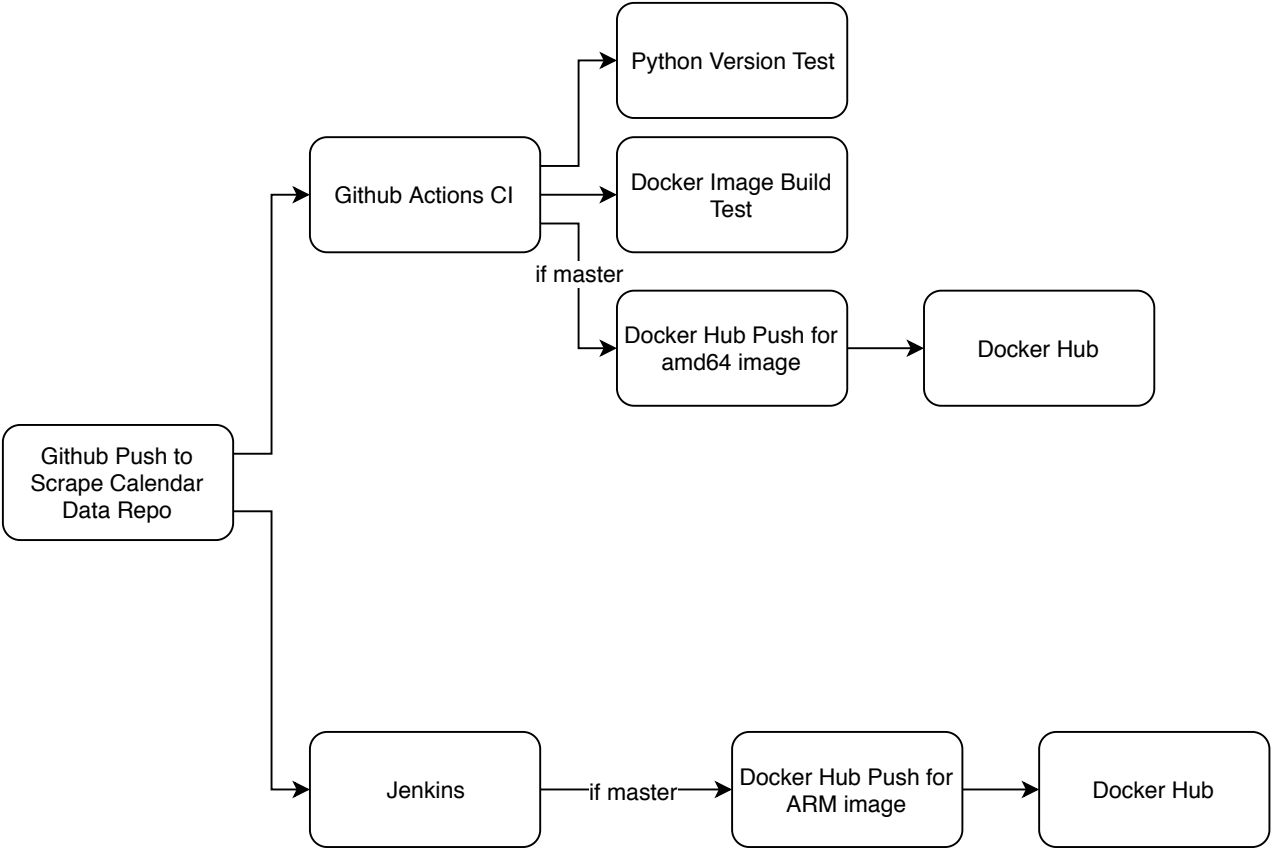 Python Version Test
Github Actions CI
Docker Image Build
Test
if master
Docker Hub Push for
amd64 image
Docker Hub
Github Push to
Scrape Calendar
Data Repo
Jenkins
if master
Docker Hub Push for
ARM image
Docker Hub